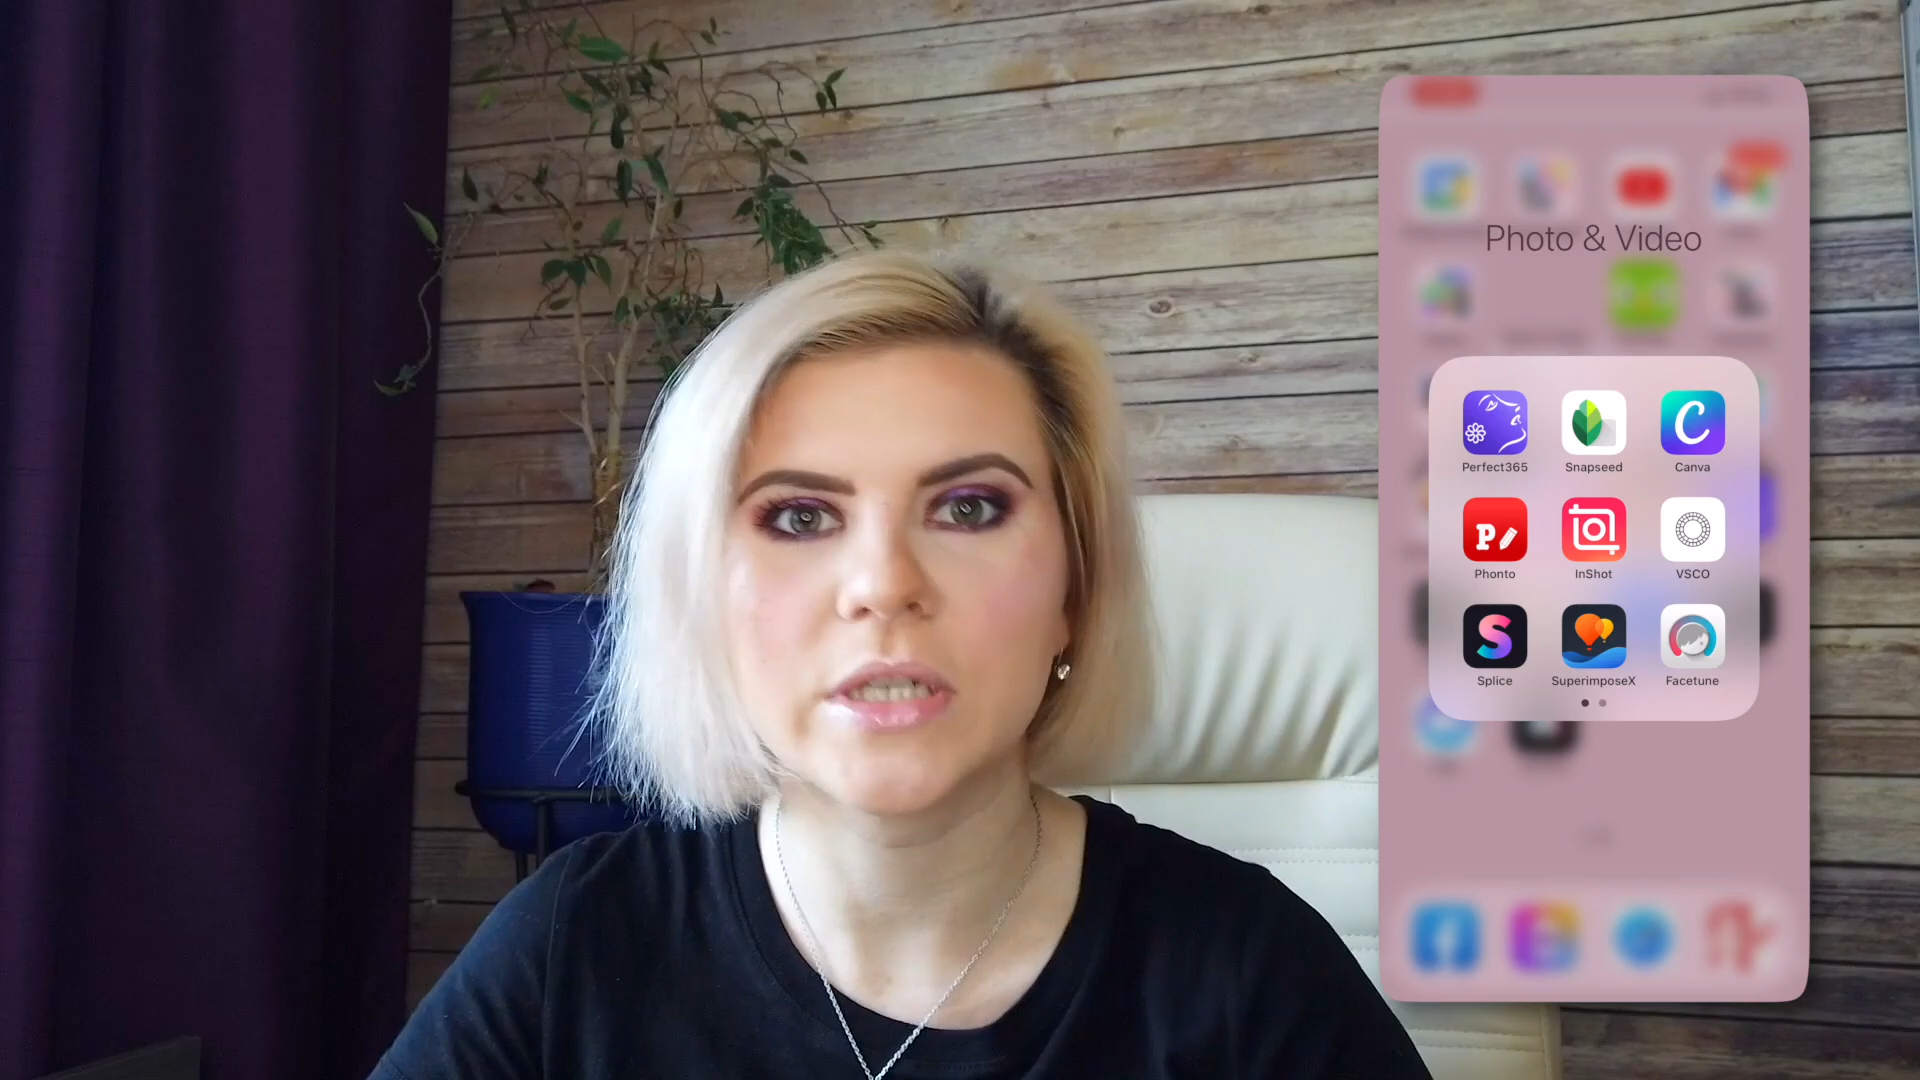 Photo & Video
Perfect365 Snapseed Canva
Phonto InShot VSCO
Splice SuperimposeX Facetune